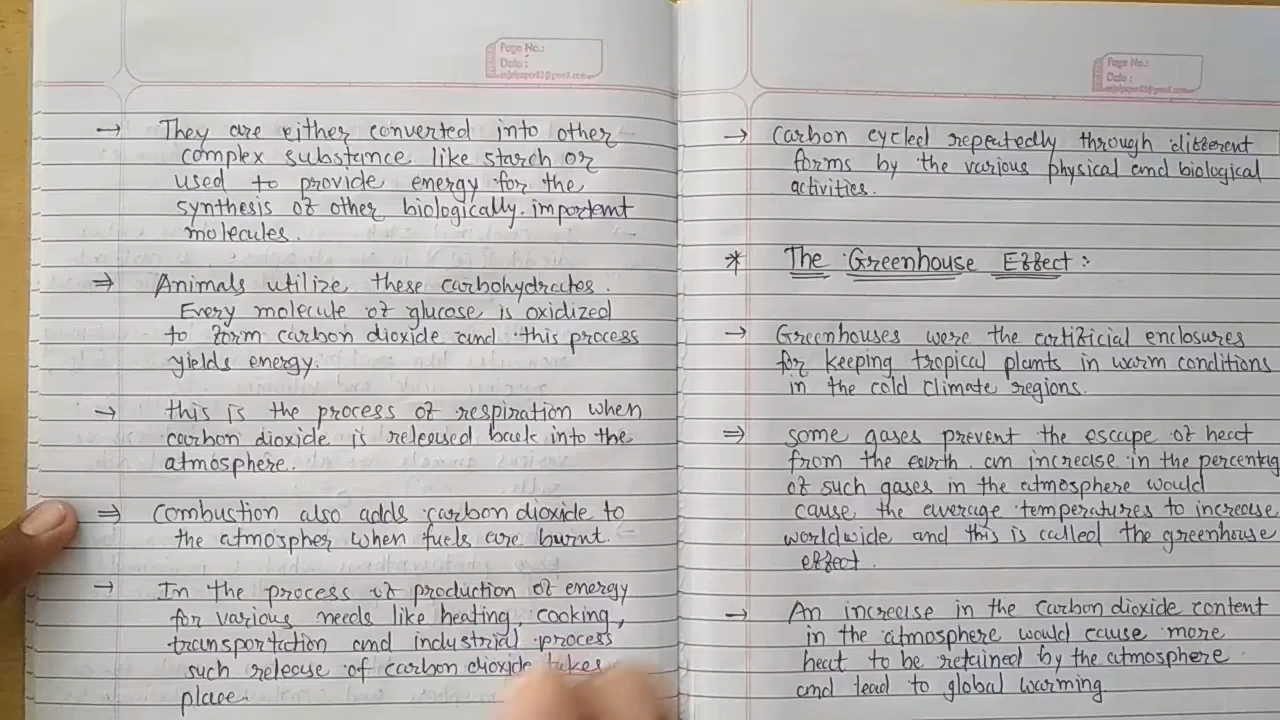 Page No.:
Date:
They are either converted into other
complex substance like starch or
used to provide energy for the
synthesis of other biologically important
molecules.
⇒ Animals utilize these carbohydrates.
Every molecule of glucose is oxidized
to form carbon dioxide and this process
yields energy.
→ this is the process of respiration when
carbon dioxide is released back into the
atmosphere.
⇒ Combustion also adds carbon dioxide to
the atmospher when fuels are burnt.
→ In the process of production of energy
for various needs like heating, cooking,
transportation and industrial process
such release of carbon dioxide takes
place.
Page No.:
Date:
→ Carbon cycled repeatedly through different
forms by the various physical and biological
activities.
* The Greenhouse Effect:
→ Greenhouses were the artificial enclosures
for keeping tropical plants in warm conditions
in the cold climate regions.
⇒ some gases prevent the escape of heat
from the earth. an increase in the percentag
of such gases in the atmosphere would
cause the average temperatures to increase
worldwide and this is called the greenhouse
effect.
→ An increase in the carbon dioxide content
in the atmosphere would cause more
heat to be retained by the atmosphere
and lead to global warming.